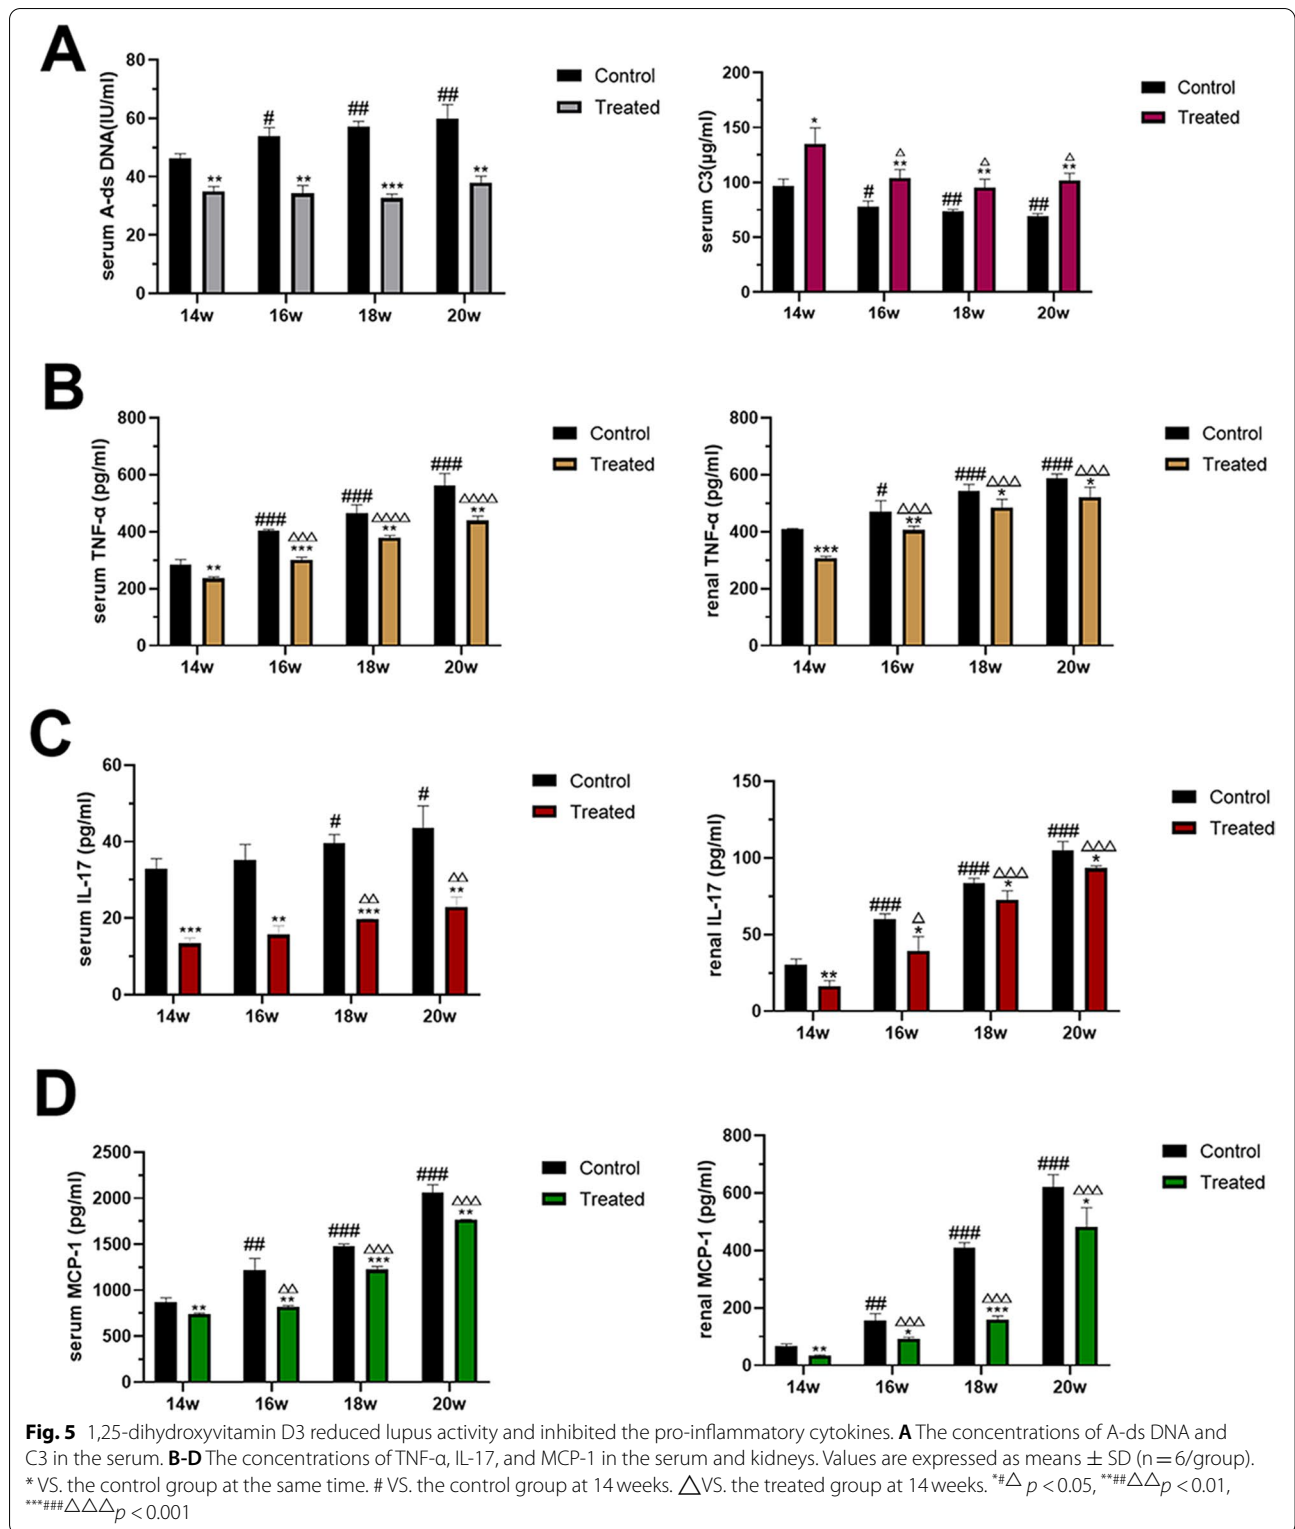 A
serum A-ds DNA(IU/ml)
80
60
40
20
0
#
##
##
**
**
***
**
14w 16w 18w 20w
Control
Treated
serum C3(μg/ml)
200
150
100
50
0
*
△
**
△
**
△
**
#
##
##
14w 16w 18w 20w
Control
Treated
B
serum TNF-α (pg/ml)
800
600
400
200
0
###
###
###
**
△△△
***
△△△△
**
△△△△
**
14w 16w 18w 20w
Control
Treated
renal TNF-α (pg/ml)
800
600
400
200
0
#
###
###
***
△△△
**
△△△
*
△△△
*
14w 16w 18w 20w
Control
Treated
C
serum IL-17 (pg/ml)
60
40
20
0
#
#
***
**
△△
***
△△
**
14w 16w 18w 20w
Control
Treated
renal IL-17 (pg/ml)
150
100
50
0
###
###
###
**
△
*
△△△
*
△△△
*
14w 16w 18w 20w
Control
Treated
D
serum MCP-1 (pg/ml)
2500
2000
1500
1000
500
0
##
###
###
**
△△
**
△△△
***
△△△
**
14w 16w 18w 20w
Control
Treated
renal MCP-1 (pg/ml)
800
600
400
200
0
##
###
###
**
△△△
*
△△△
***
△△△
*
14w 16w 18w 20w
Control
Treated
Fig. 5 1,25-dihydroxyvitamin D3 reduced lupus activity and inhibited the pro-inflammatory cytokines. A The concentrations of A-ds DNA and
C3 in the serum. B-D The concentrations of TNF-α, IL-17, and MCP-1 in the serum and kidneys. Values are expressed as means ± SD (n = 6/group).
* VS. the control group at the same time. # VS. the control group at 14 weeks. △VS. the treated group at 14 weeks. *#△ p < 0.05, **##△△p < 0.01,
***###△△△p < 0.001